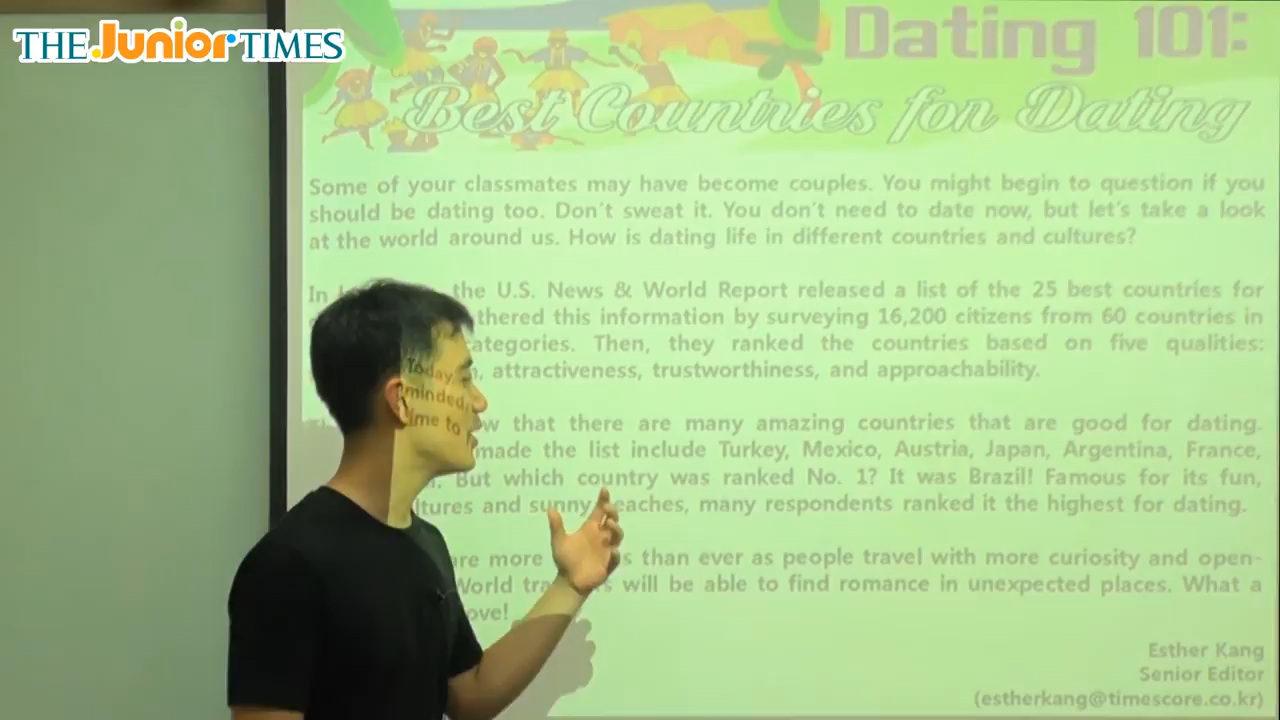 THE Junior TIMES
Dating 101:
Best Countries for Dating
Some of your classmates may have become couples. You might begin to question if you
should be dating too. Don't sweat it. You don't need to date now, but let's take a look
at the world around us. How is dating life in different countries and cultures?
In the U.S. News & World Report released a list of the 25 best countries for
thered this information by surveying 16,200 citizens from 60 countries in
categories. Then, they ranked the countries based on five qualities:
, attractiveness, trustworthiness, and approachability.
w that there are many amazing countries that are good for dating.
made the list include Turkey, Mexico, Austria, Japan, Argentina, France,
But which country was ranked No. 1? It was Brazil! Famous for its fun,
ltures and sunny eaches, many respondents ranked it the highest for dating.
Today, are more s than ever as people travel with more curiosity and open-
minded, World tra s will be able to find romance in unexpected places. What a
ime to ove!
Esther Kang
Senior Editor
(estherkang@timescore.co.kr)